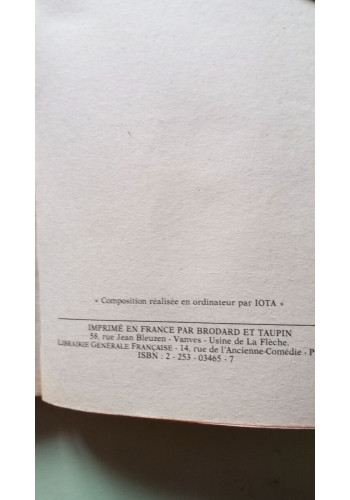 « Composition réalisée en ordinateur par IOTA »
IMPRIMÉ EN FRANCE PAR BRODARD ET TAUPIN
58, rue Jean Bleuzen - Vanves - Usine de La Flèche.
LIBRAIRIE GÉNÉRALE FRANÇAISE - 14, rue de l'Ancienne-Comédie - P
ISBN : 2 - 253 - 03465 - 7